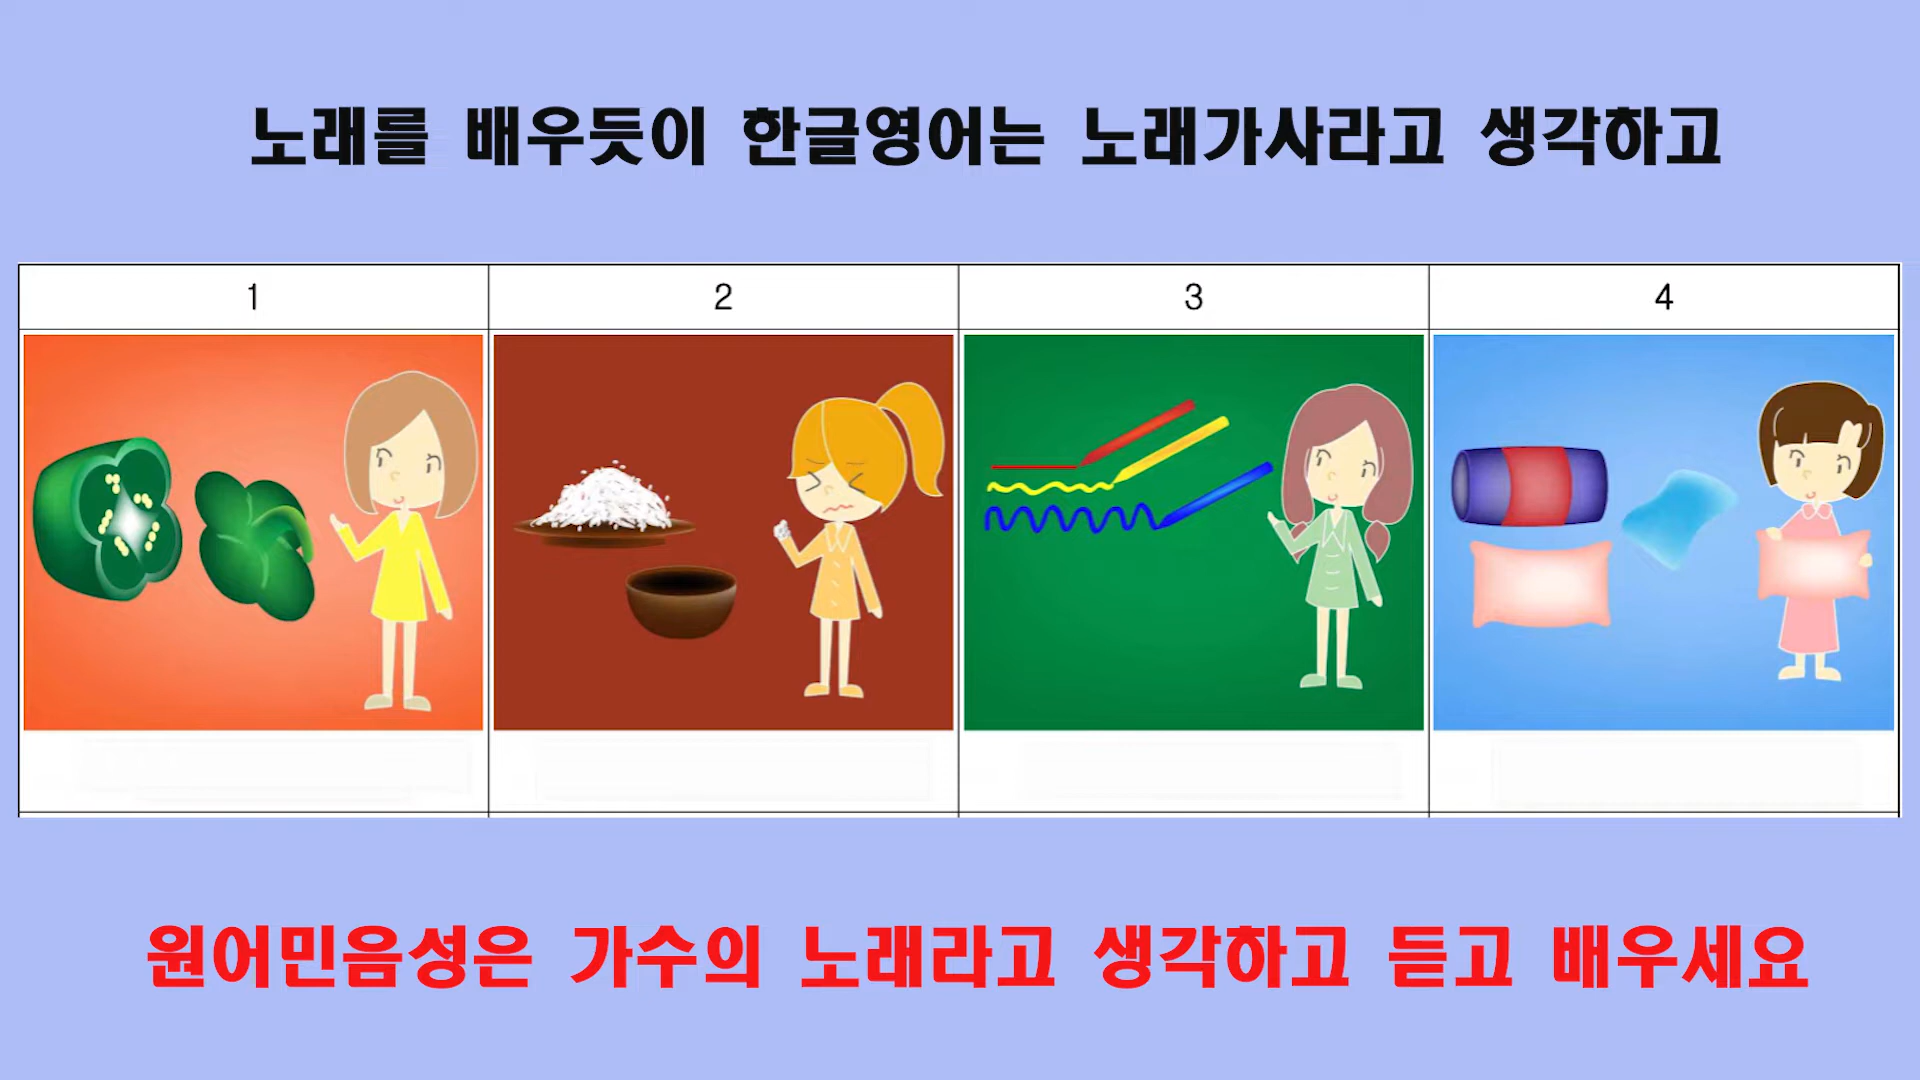 노래를 배우듯이 한글영어는 노래가사라고 생각하고
1 2 3 4
원어민음성은 가수의 노래라고 생각하고 듣고 배우세요